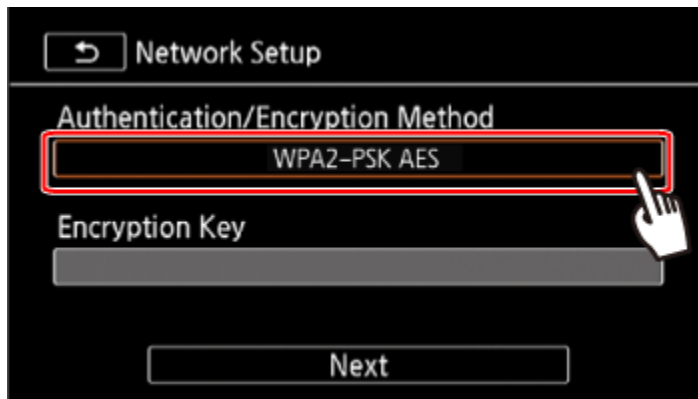 Network Setup
Authentication/Encryption Method
WPA2-PSK AES
Encryption Key
Next